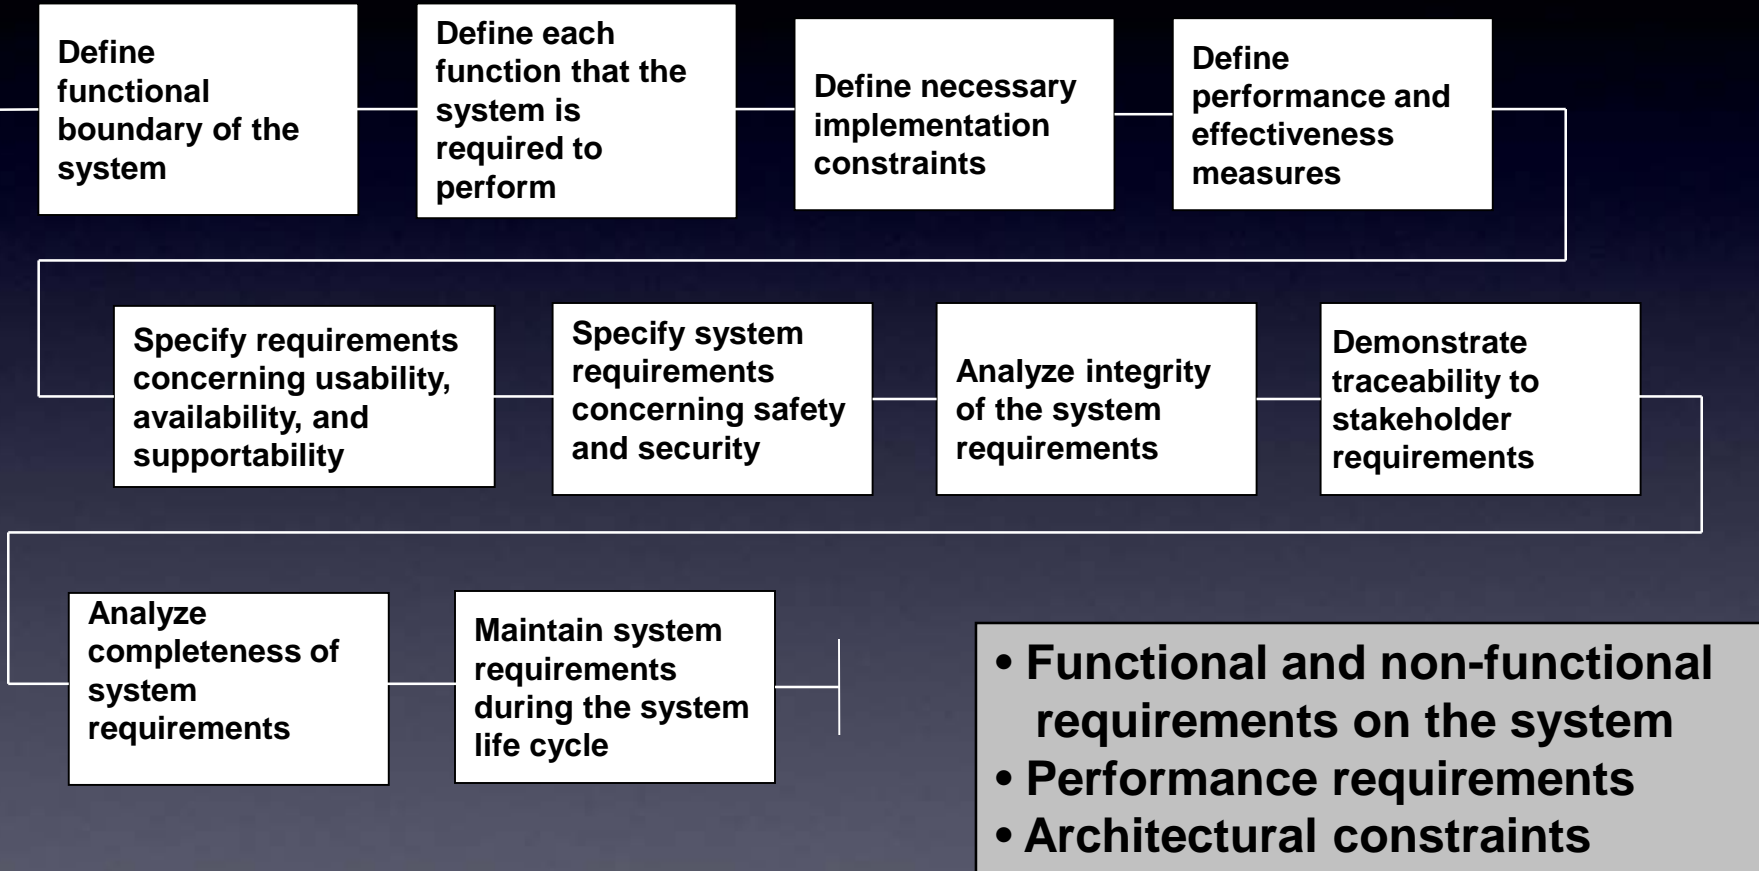 Define
functional
boundary of the
system
Define each
function that the
system is
required to
perform
Define necessary
implementation
constraints
Define
performance and
effectiveness
measures
Specify requirements
concerning usability,
availability, and
supportability
Specify system
requirements
concerning safety
and security
Analyze integrity
of the system
requirements
Demonstrate
traceability to
stakeholder
requirements
Analyze
completeness of
system
requirements
Maintain system
requirements
during the system
life cycle
• Functional and non-functional
requirements on the system
• Performance requirements
• Architectural constraints